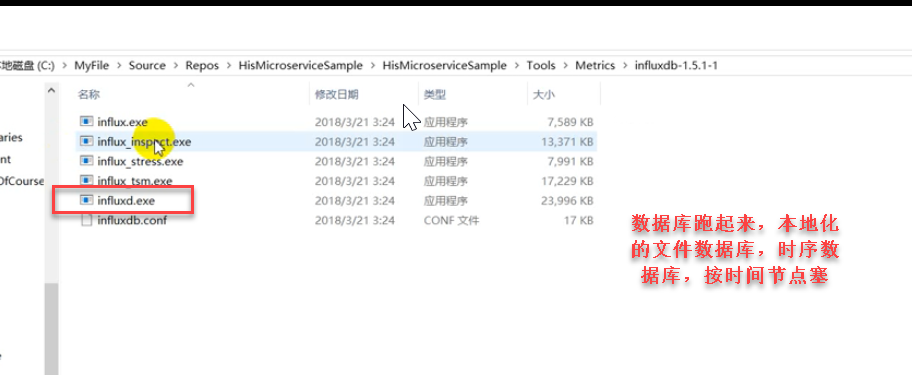 本地磁盘 (C:) > MyFile > Source > Repos > HisMicroserviceSample > HisMicroserviceSample > Tools > Metrics > influxdb-1.5.1-1
名称 修改日期 类型 大小
influx.exe 2018/3/21 3:24 应用程序 7,589 KB
influx_inspect.exe 2018/3/21 3:24 应用程序 13,371 KB
influx_stress.exe 2018/3/21 3:24 应用程序 7,991 KB
influx_tsm.exe 2018/3/21 3:24 应用程序 17,229 KB
influxd.exe 2018/3/21 3:24 应用程序 23,996 KB
influxdb.conf 2018/3/21 3:24 CONF 文件 17 KB
aries
nt
OfCourse
e
数据库跑起来，本地化
的文件数据库，时序数
据库，按时间节点塞